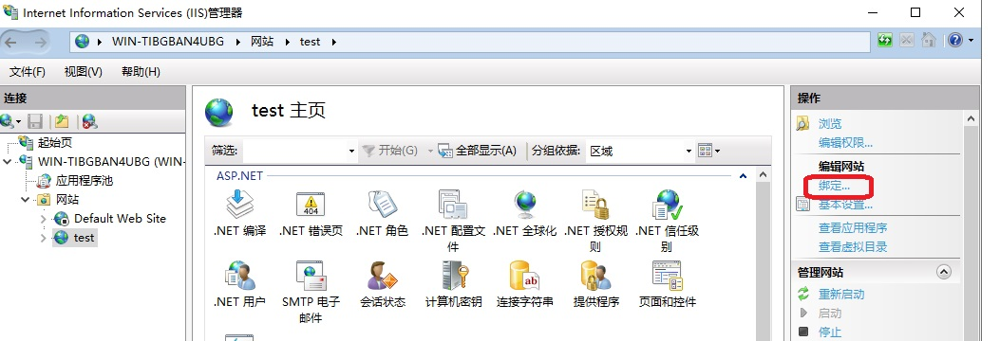 Internet Information Services (IIS)管理器
WIN-TIBGBAN4UBG 网站 test
文件(F) 视图(V) 帮助(H)
连接
起始页
WIN-TIBGBAN4UBG (WIN-
应用程序池
网站
Default Web Site
test
test 主页
筛选: 开始(G) 全部显示(A) 分组依据: 区域
ASP.NET
.NET 编译 .NET 错误页 .NET 角色 .NET 配置文件 .NET 全球化 .NET 授权规则 .NET 信任级别
.NET 用户 SMTP 电子邮件 会话状态 计算机密钥 连接字符串 提供程序 页面和控件
操作
浏览
编辑权限...
编辑网站
绑定...
基本设置...
查看应用程序
查看虚拟目录
管理网站
重新启动
启动
停止